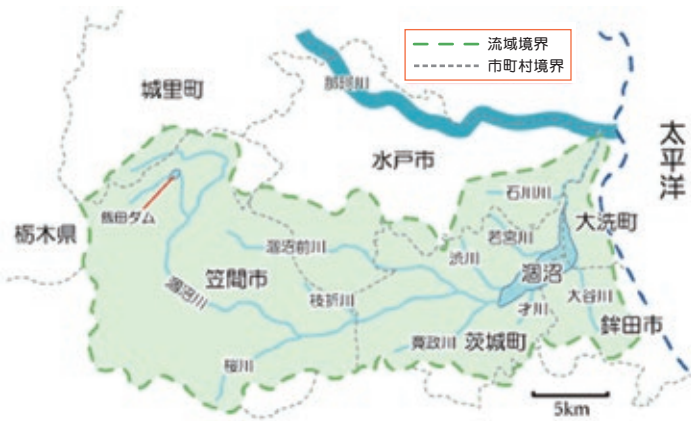 流域境界
市町村境界
城里町
那珂川
水戸市
太平洋
石川川
大洗町
飯田ダム
栃木県
涸沼前川
若宮川
渋川
涸沼
笠間市
涸沼川
枝折川
大谷川
才川
鉾田市
寛政川
茨城町
桜川
5km